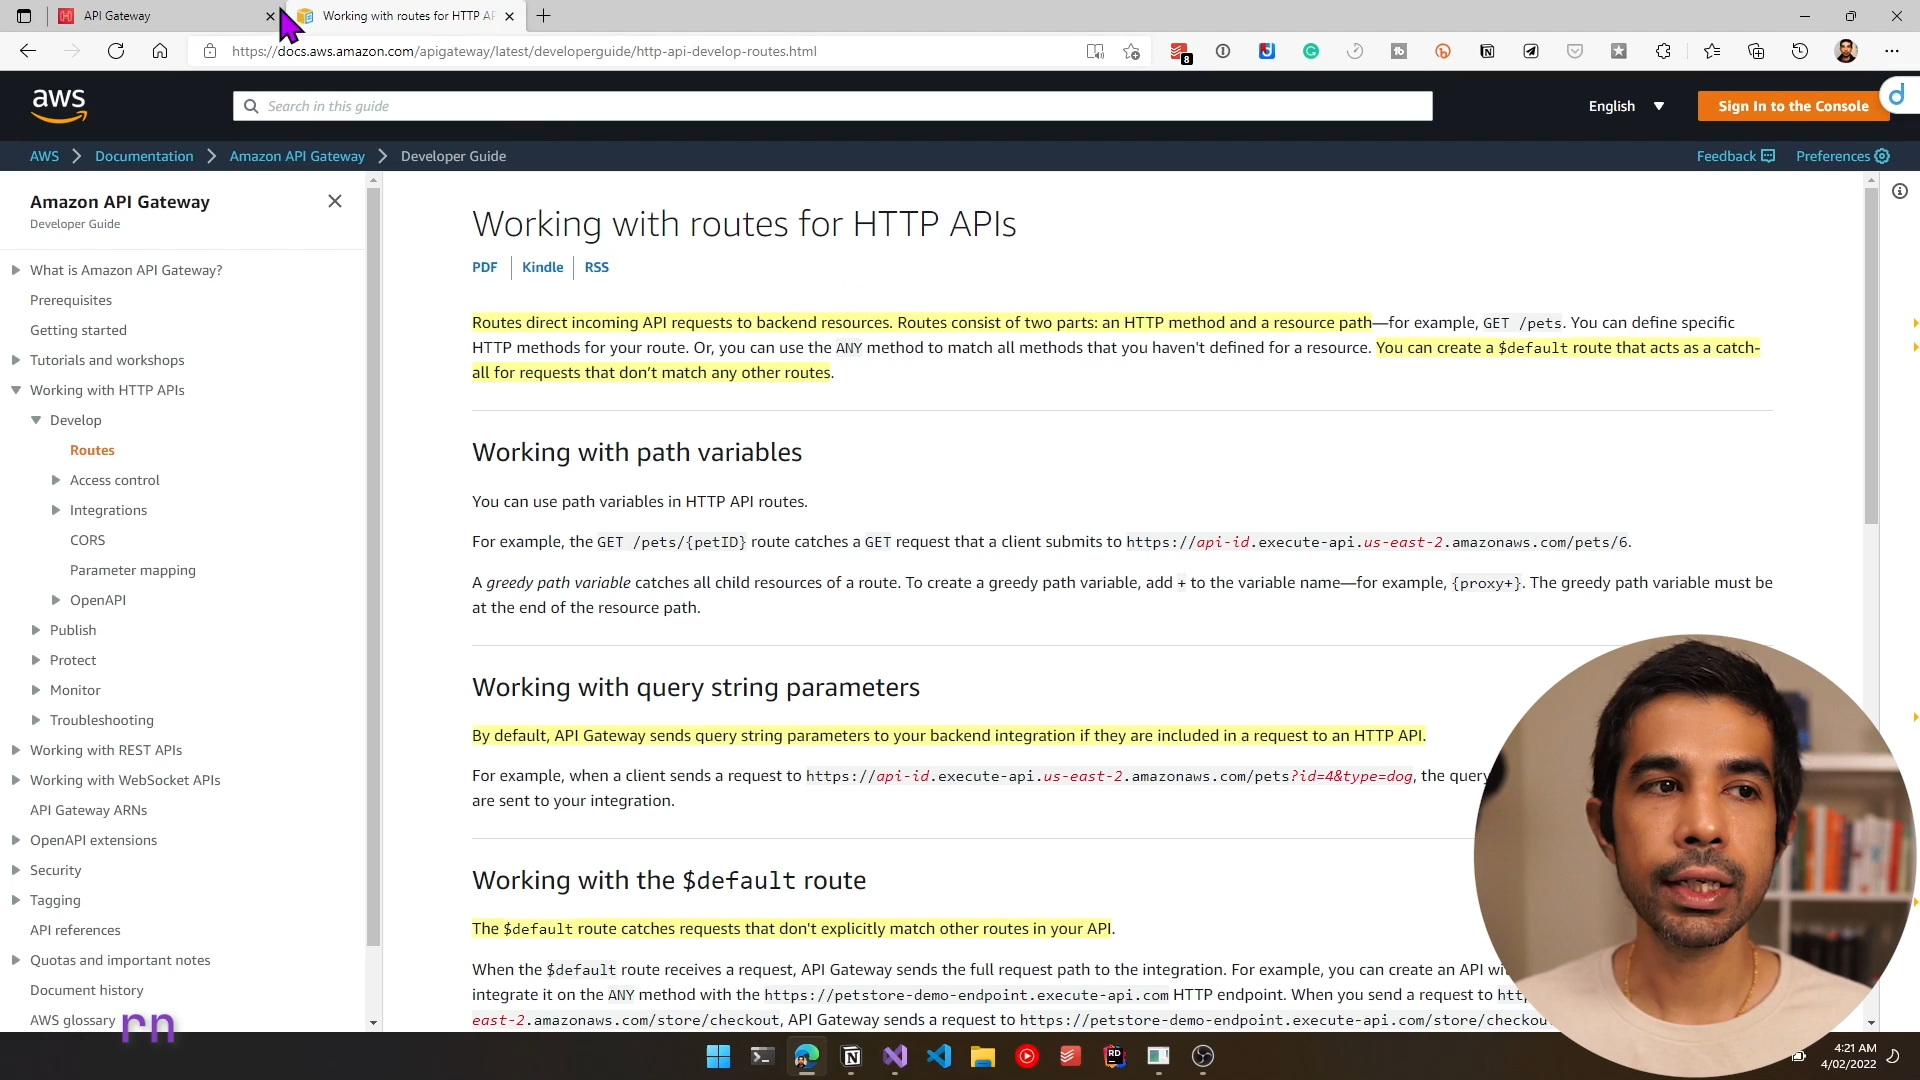 API Gateway
Working with routes for HTTP AP
https://docs.aws.amazon.com/apigateway/latest/developerguide/http-api-develop-routes.html
8
aws
Search in this guide
English
Sign In to the Console
d
AWS > Documentation > Amazon API Gateway > Developer Guide
Feedback
Preferences
Amazon API Gateway
Developer Guide
What is Amazon API Gateway?
Prerequisites
Getting started
Tutorials and workshops
Working with HTTP APIs
Develop
Routes
Access control
Integrations
CORS
Parameter mapping
OpenAPI
Publish
Protect
Monitor
Troubleshooting
Working with REST APIs
Working with WebSocket APIs
API Gateway ARNs
OpenAPI extensions
Security
Tagging
API references
Quotas and important notes
Document history
AWS glossary
rn
Working with routes for HTTP APIs
PDF | Kindle | RSS
Routes direct incoming API requests to backend resources. Routes consist of two parts: an HTTP method and a resource path—for example, GET /pets. You can define specific
HTTP methods for your route. Or, you can use the ANY method to match all methods that you haven't defined for a resource. You can create a $default route that acts as a catch-
all for requests that don’t match any other routes.
Working with path variables
You can use path variables in HTTP API routes.
For example, the GET /pets/{petID} route catches a GET request that a client submits to https://api-id.execute-api.us-east-2.amazonaws.com/pets/6.
A greedy path variable catches all child resources of a route. To create a greedy path variable, add + to the variable name—for example, {proxy+}. The greedy path variable must be
at the end of the resource path.
Working with query string parameters
By default, API Gateway sends query string parameters to your backend integration if they are included in a request to an HTTP API.
For example, when a client sends a request to https://api-id.execute-api.us-east-2.amazonaws.com/pets?id=4&type=dog, the query
are sent to your integration.
Working with the $default route
The $default route catches requests that don't explicitly match other routes in your API.
When the $default route receives a request, API Gateway sends the full request path to the integration. For example, you can create an API wi
integrate it on the ANY method with the https://petstore-demo-endpoint.execute-api.com HTTP endpoint. When you send a request to htt
east-2.amazonaws.com/store/checkout, API Gateway sends a request to https://petstore-demo-endpoint.execute-api.com/store/checkou
RD
4:21 AM
4/02/2022